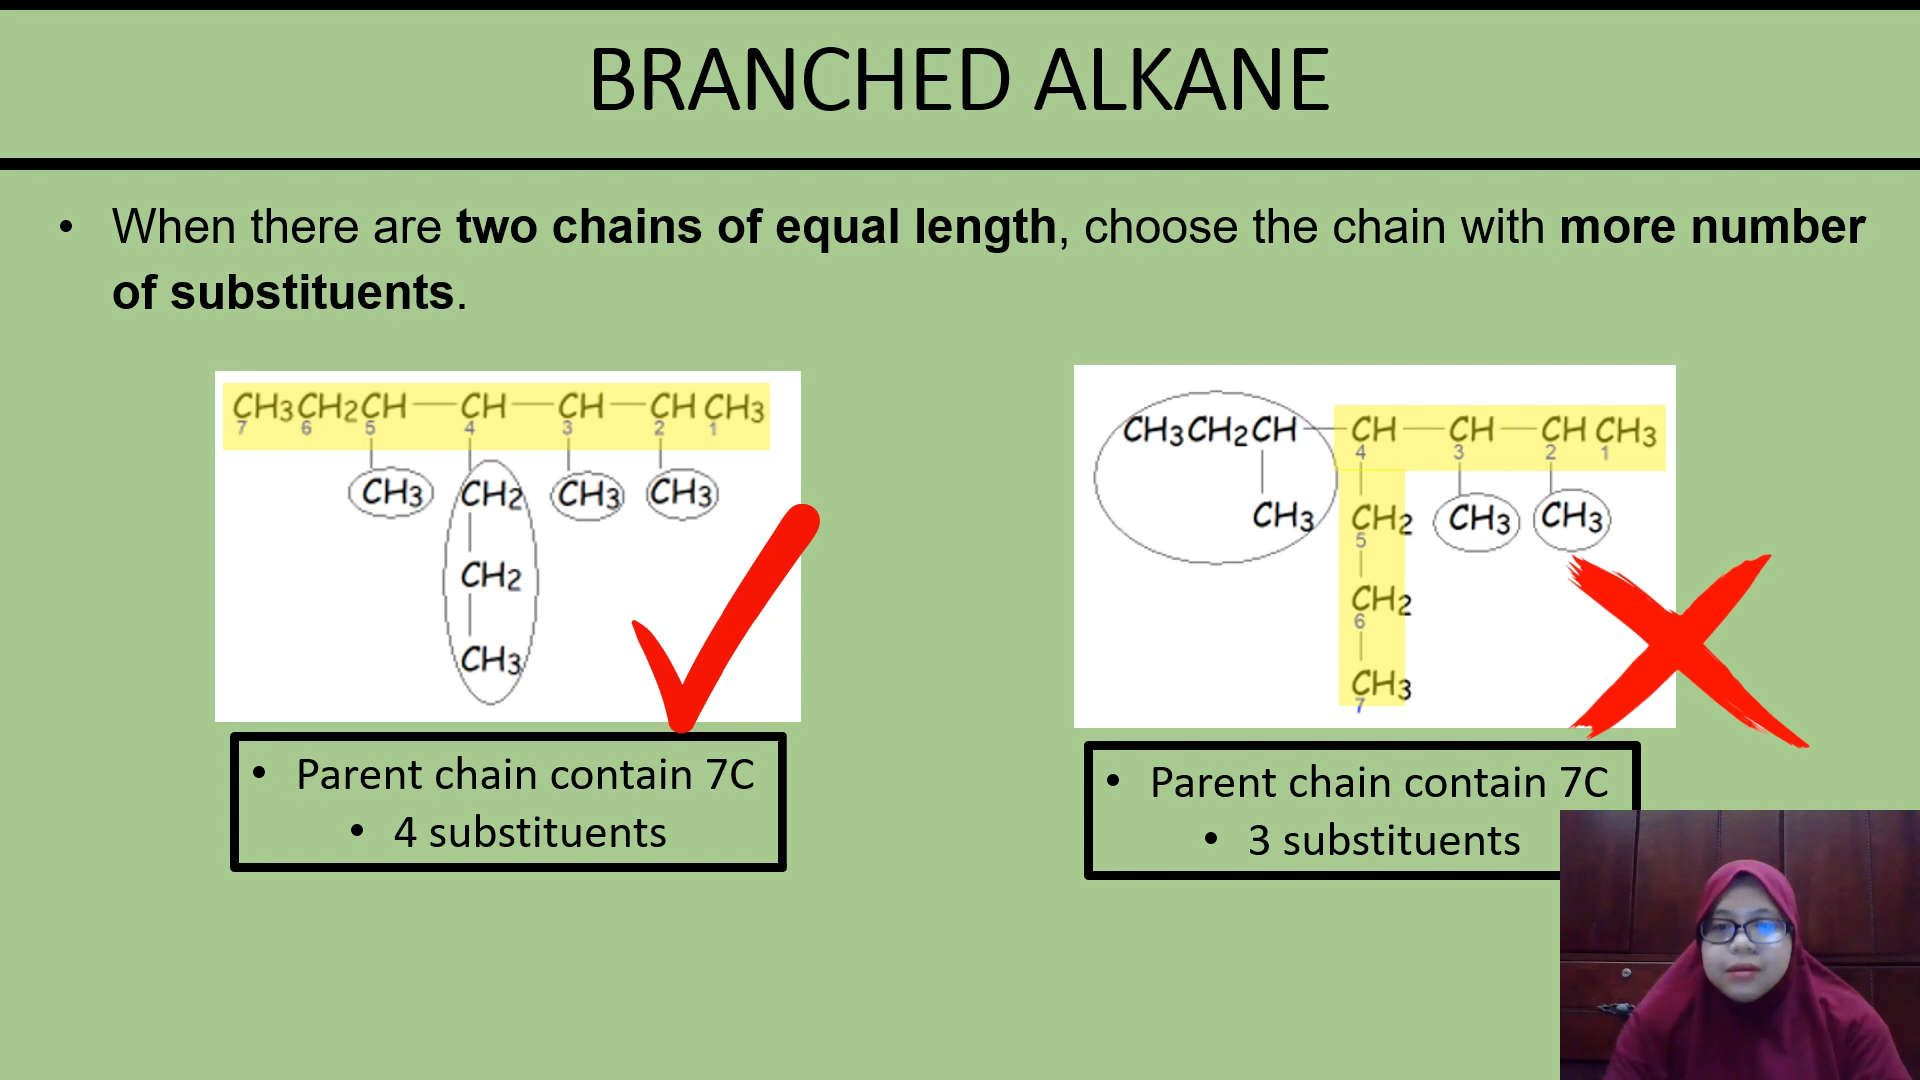 BRANCHED ALKANE
• When there are two chains of equal length, choose the chain with more number
of substituents.
CH3CH2CH — CH — CH — CH CH3
7 6 5 4 3 2 1
CH3 CH2 CH3 CH3
CH2
CH3
• Parent chain contain 7C
• 4 substituents
CH3CH2CH — CH — CH — CH CH3
4 3 2 1
CH3 CH2 CH3 CH3
5
CH2
6
CH3
7
• Parent chain contain 7C
• 3 substituents